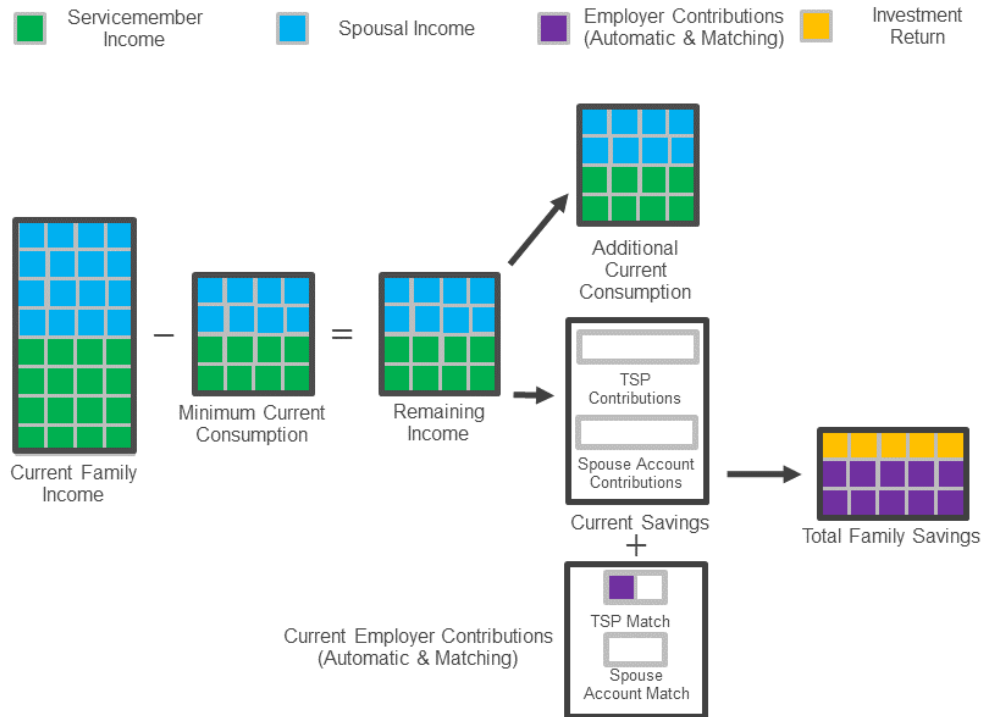 Servicemember
Income
Spousal Income
Employer Contributions
(Automatic & Matching)
Investment
Return
Additional
Current
Consumption
−
=
Current Family
Income
Minimum Current
Consumption
Remaining
Income
TSP
Contributions
Spouse Account
Contributions
Current Savings
+
Total Family Savings
Current Employer Contributions
(Automatic & Matching)
TSP Match
Spouse
Account Match